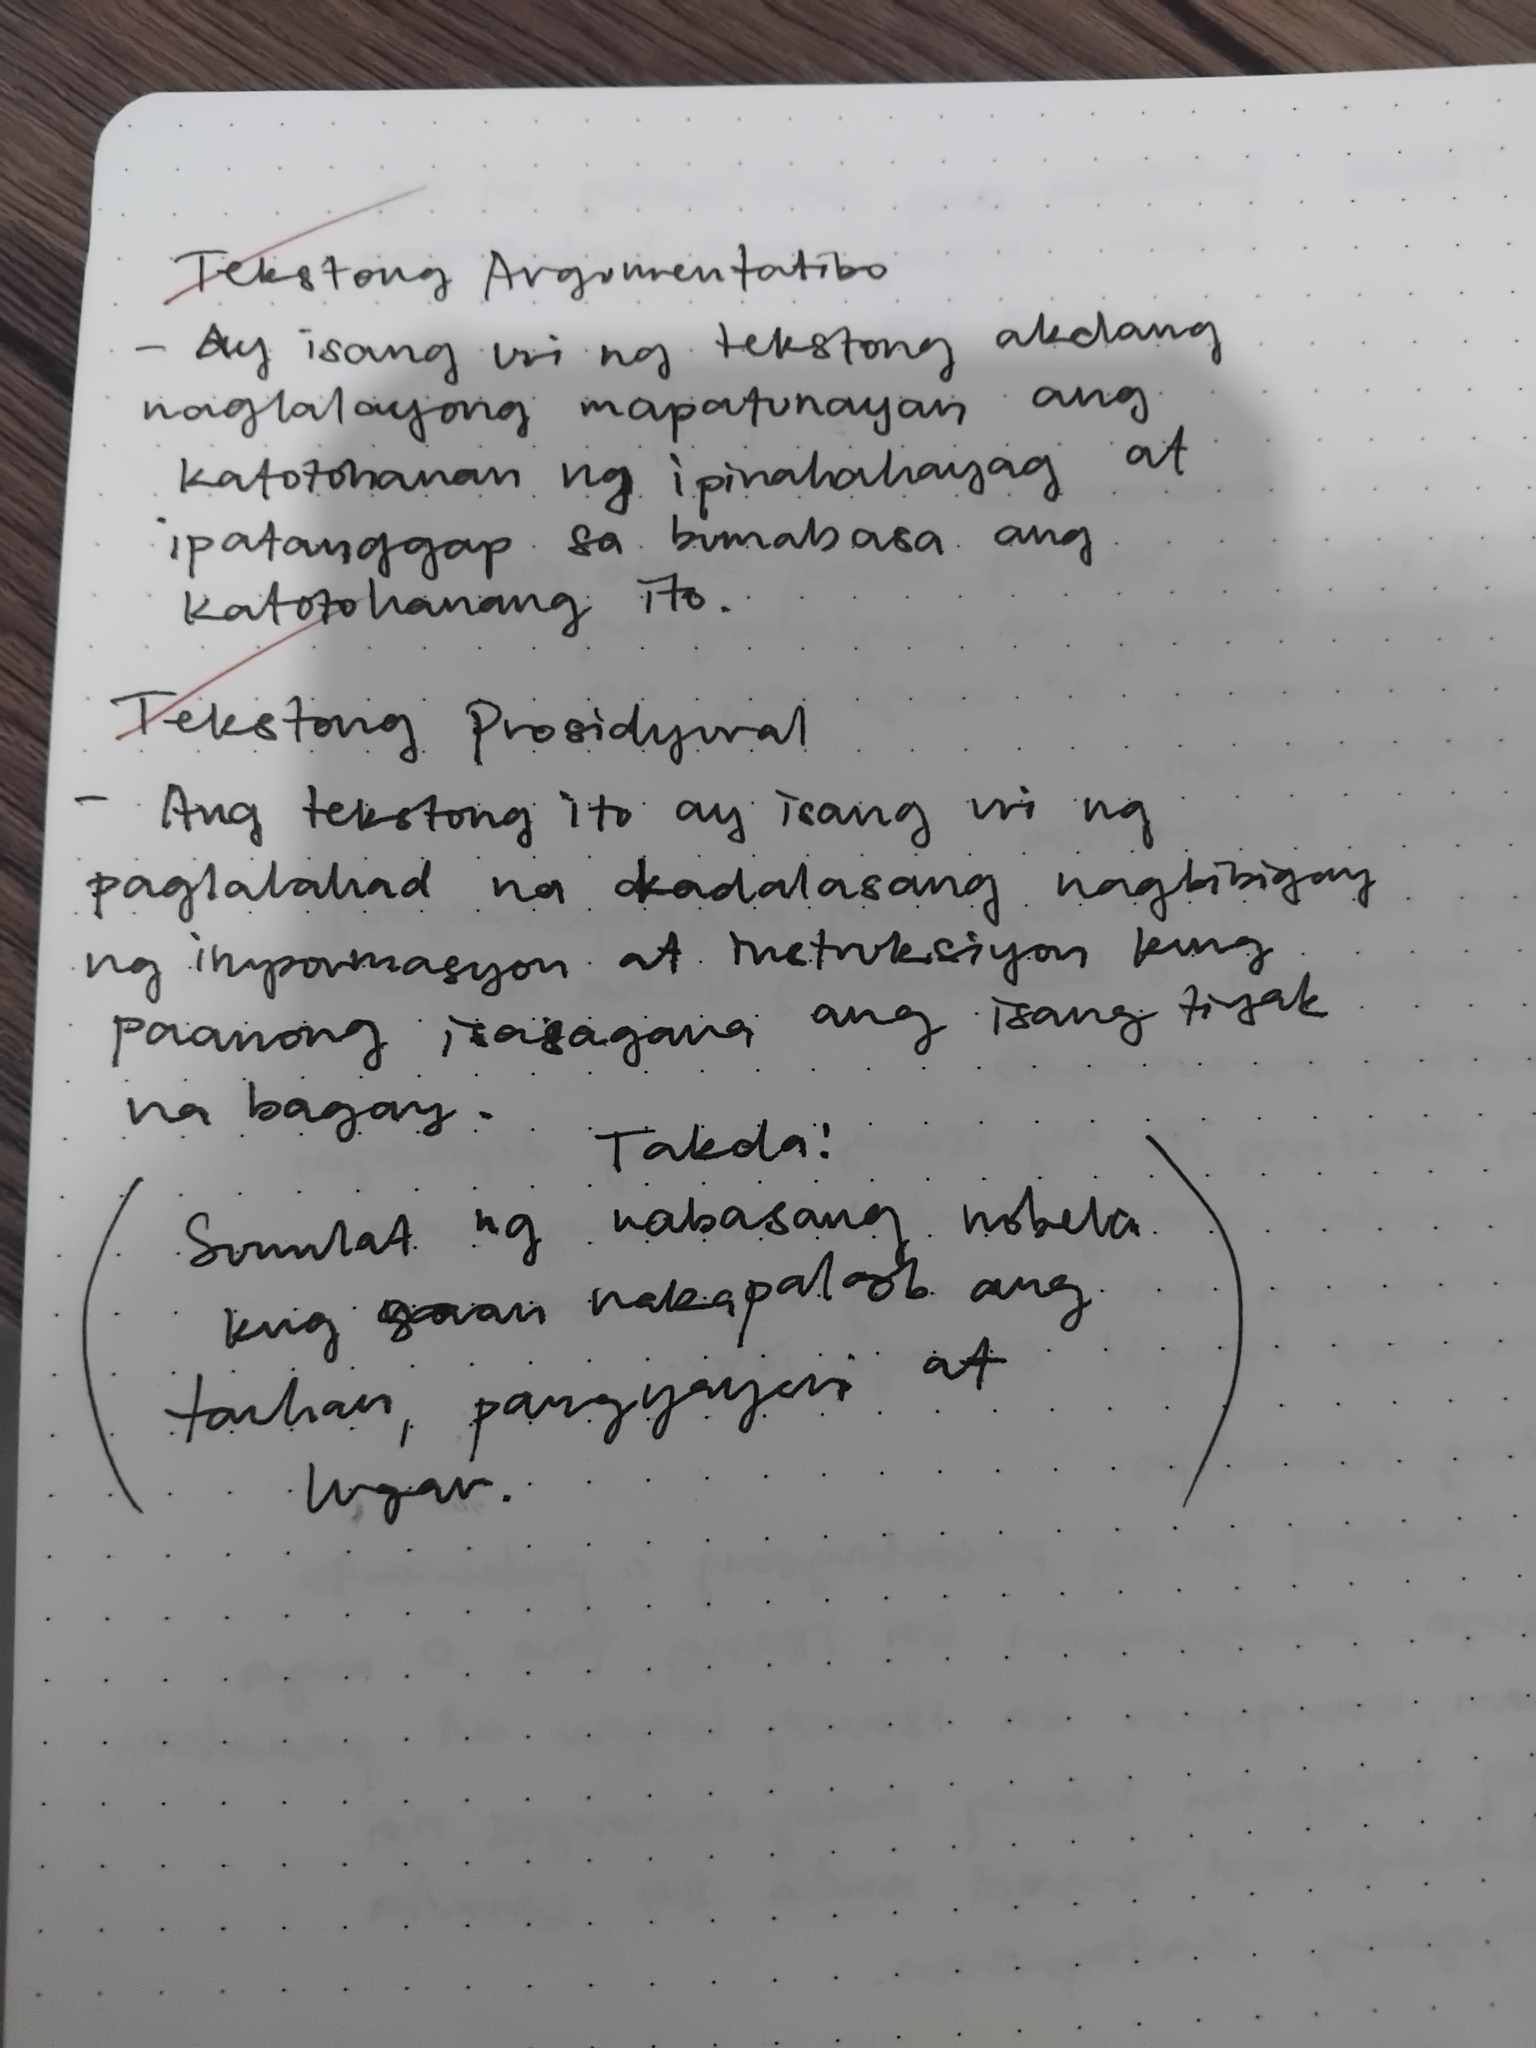 Tekstong Argumentatibo
- Ay isang uri ng tekstong akdang
naglalayong mapatunayan ang
katotohanan ng ipinahahayag at
ipatanggap sa bumabasa ang
katotohanang ito.
Tekstong Prosidyural
- Ang tekstong ito ay isang uri ng
paglalahad na kadalasang nagbibigay
ng impormasyon at instruksiyon kung
paanong isasagawa ang isang tiyak
na bagay.
Takda!
Sumulat ng nabasang nobela
kung saan nakapaloob ang
tauhan, pangyayari at
lugar.